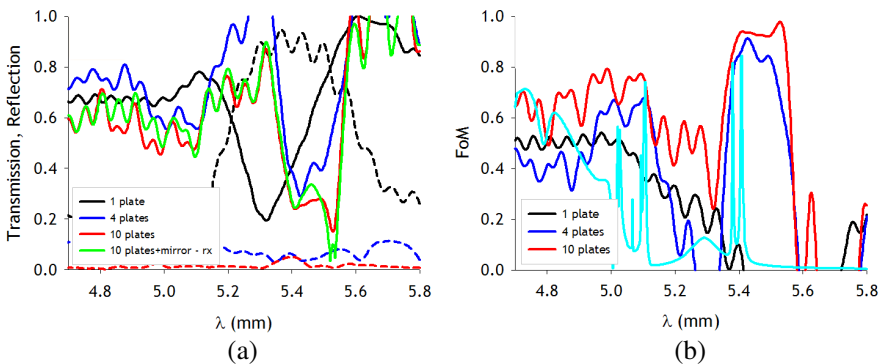 Transmission, Reflection
1.0
0.8
0.6
0.4
0.2
0.0
1 plate
4 plates
10 plates
10 plates+mirror - rx
4.8 5.0 5.2 5.4 5.6 5.8
λ (mm)
(a)
FoM
1.0
0.8
0.6
0.4
0.2
0.0
1 plate
4 plates
10 plates
4.8 5.0 5.2 5.4 5.6 5.8
λ (mm)
(b)